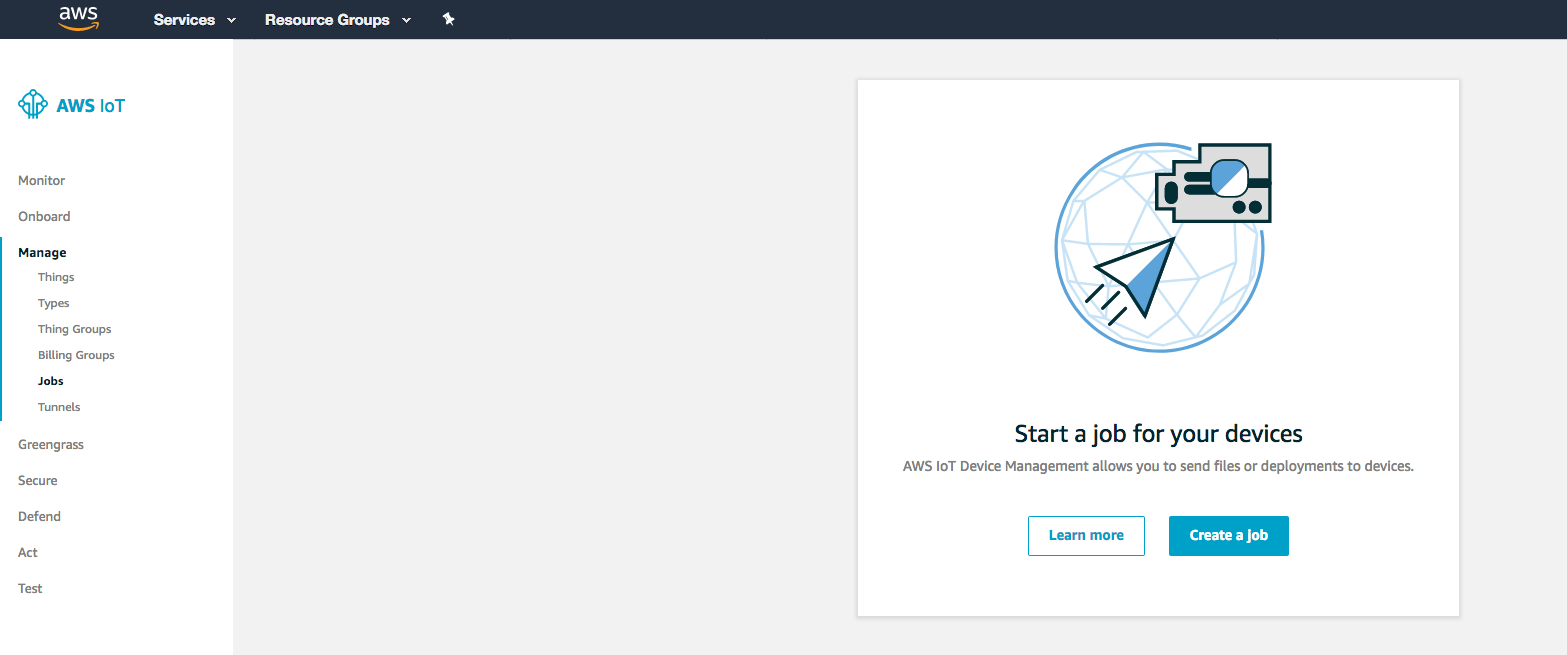 aws Services Resource Groups
AWS IoT
Monitor
Onboard
Manage
Things
Types
Thing Groups
Billing Groups
Jobs
Tunnels
Greengrass
Secure
Defend
Act
Test
Start a job for your devices
AWS IoT Device Management allows you to send files or deployments to devices.
Learn more Create a job